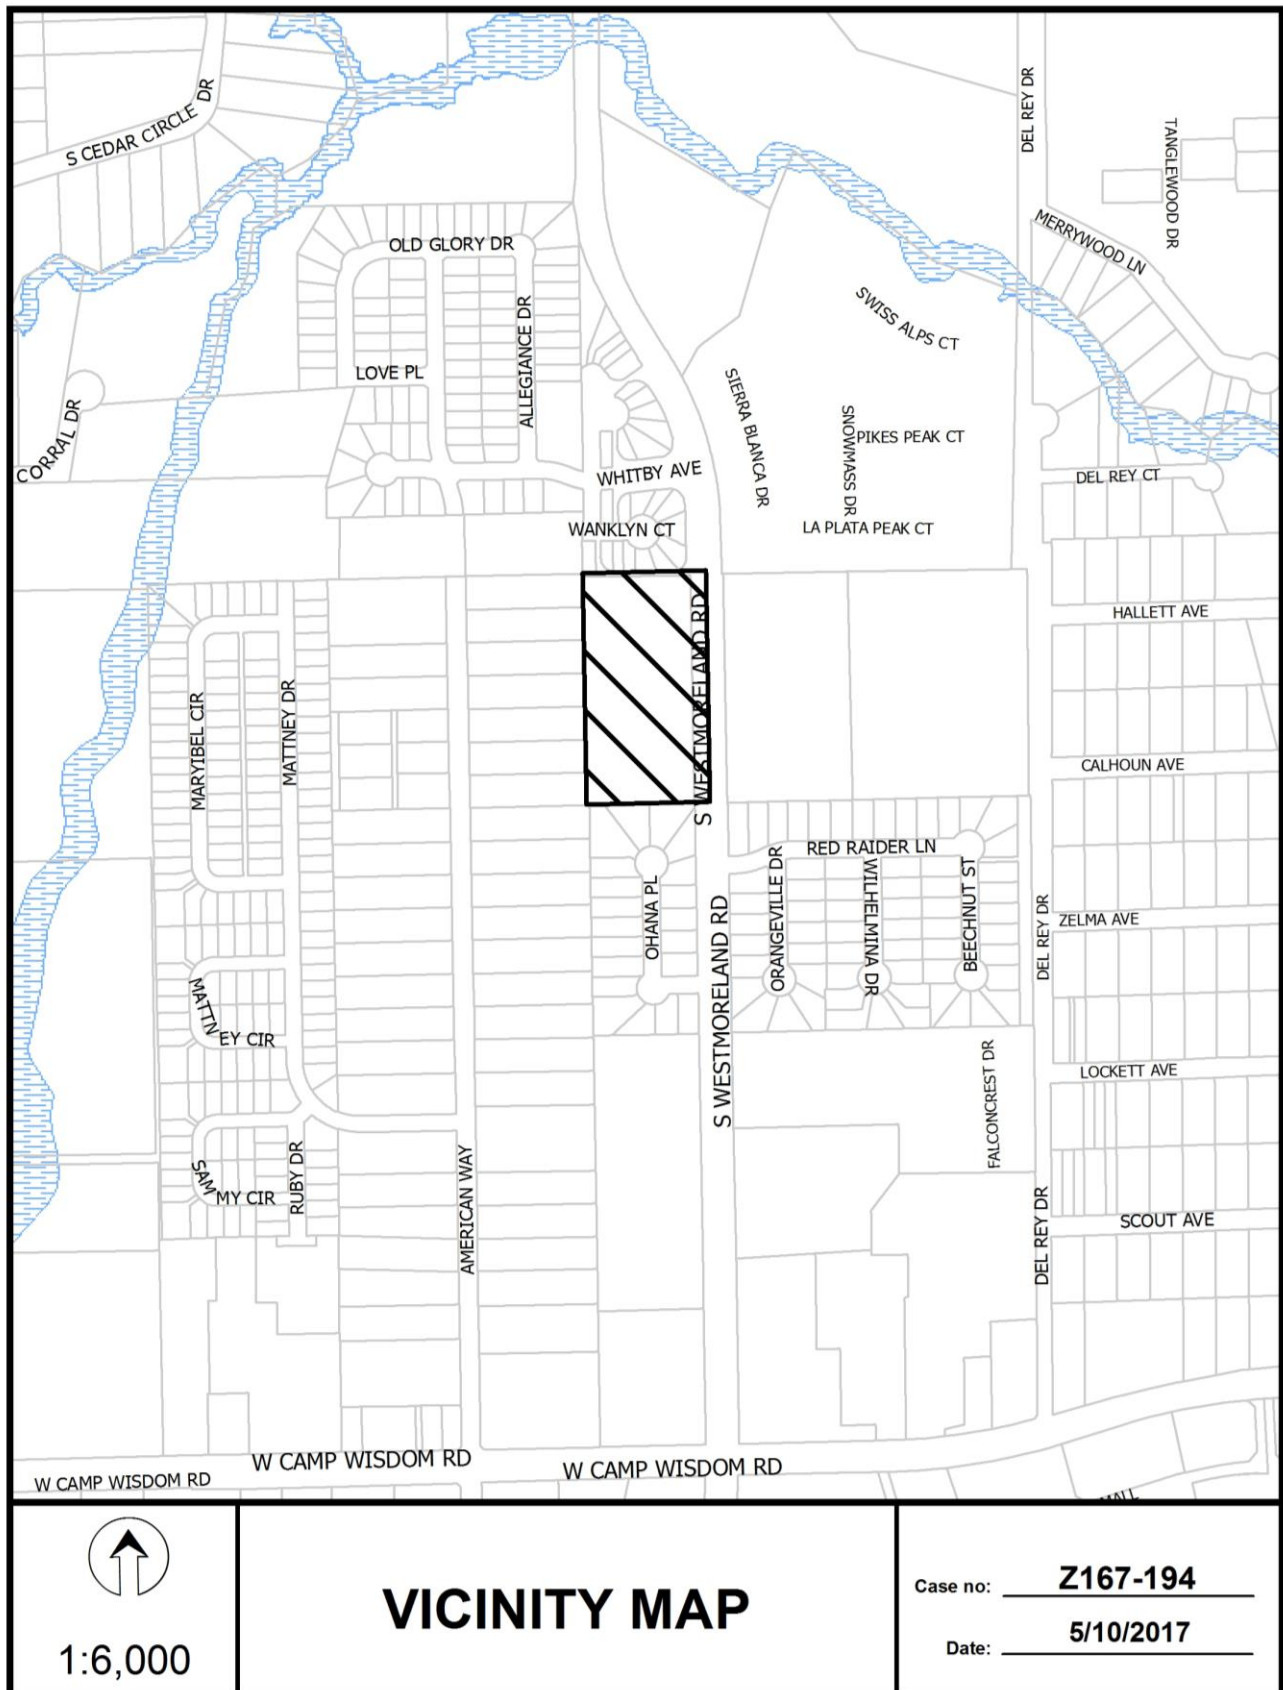 S CEDAR CIRCLE DR
DEL REY DR
TANGLEWOOD DR
MERRYWOOD LN
OLD GLORY DR
ALLEGIANCE DR
LOVE PL
CORRAL DR
SWISS ALPS CT
SIERRA BLANCA DR
SNOWMASS DR
PIKES PEAK CT
WHITBY AVE
DEL REY CT
WANKLYN CT
LA PLATA PEAK CT
HALLETT AVE
S WESTMORELAND RD
MARYIBEL CIR
MATTNEY DR
CALHOUN AVE
RED RAIDER LN
ORANGEVILLE DR
WILHELMINA DR
BEECHNUT ST
OHANA PL
S WESTMORELAND RD
DEL REY DR
ZELMA AVE
MATTNEY CIR
FALCONCREST DR
LOCKETT AVE
SAMMY CIR
RUBY DR
AMERICAN WAY
DEL REY DR
SCOUT AVE
W CAMP WISDOM RD
W CAMP WISDOM RD
W CAMP WISDOM RD
1:6,000
VICINITY MAP
Case no: Z167-194
Date: 5/10/2017